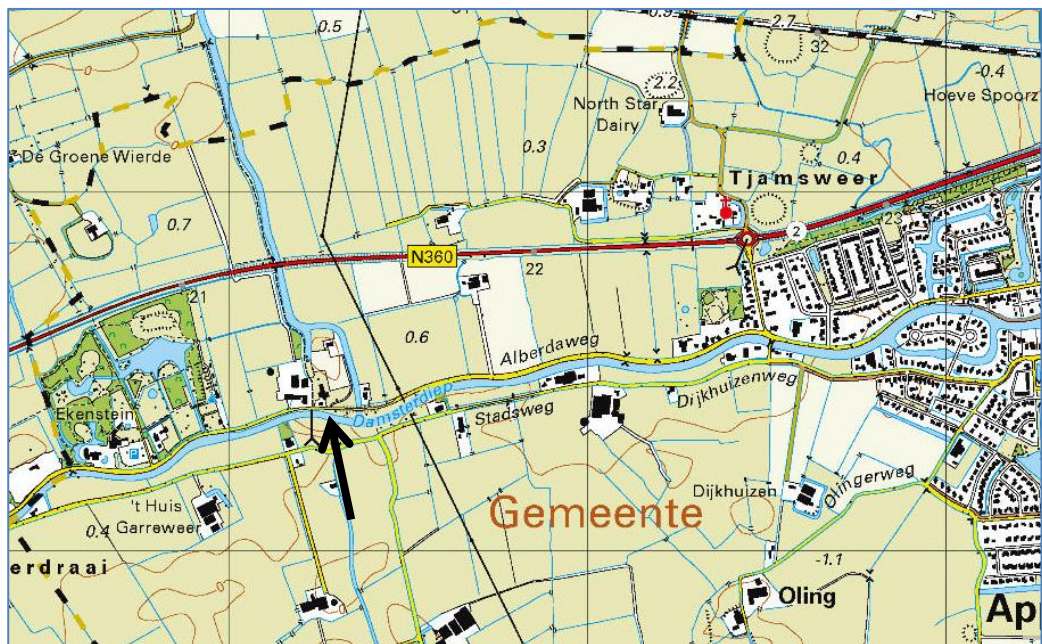 0.5
2.7
32
-0.4
Hoeve Spoorz
2.2
North Star
Dairy
0.3
0.4
De Groene Wierde
Tjamsweer
0.7
N360
22
2
23
21
0.6
Alberdaweg
Damsterdiep
Ekenstein
P
Stadsweg
Dijkhuizenweg
Olingerweg
Dijkhuizen
't Huis
Garreweer
0.4
Gemeente
erdraai
-1.1
Oling
Ap